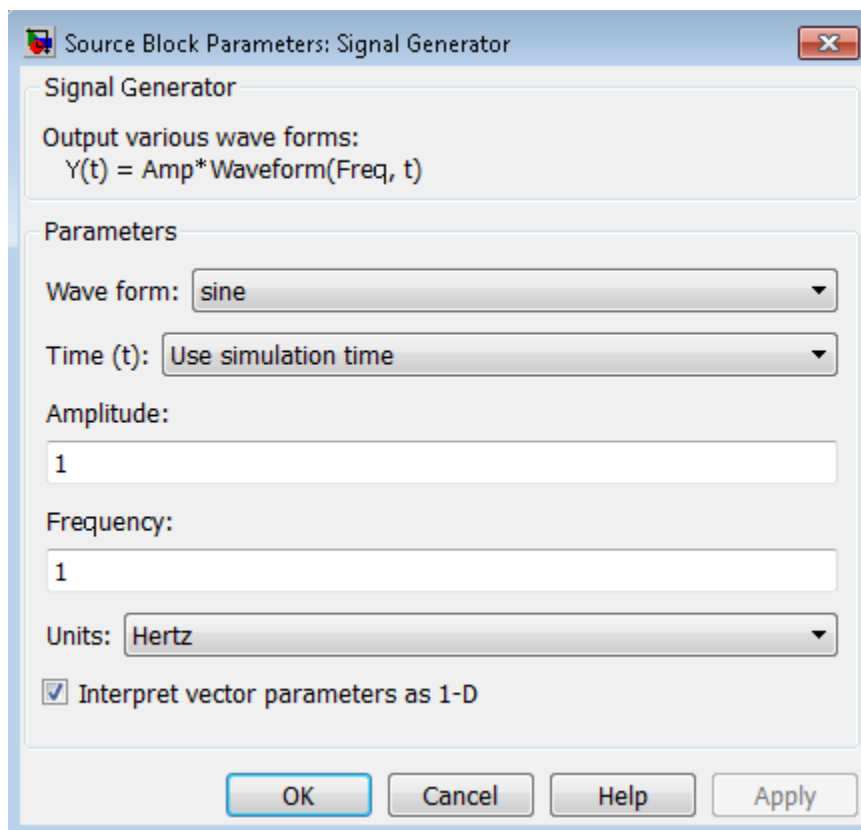 Source Block Parameters: Signal Generator
Signal Generator
Output various wave forms:
Y(t) = Amp*Waveform(Freq, t)
Parameters
Wave form: sine
Time (t): Use simulation time
Amplitude:
1
Frequency:
1
Units: Hertz
Interpret vector parameters as 1-D
OK Cancel Help Apply